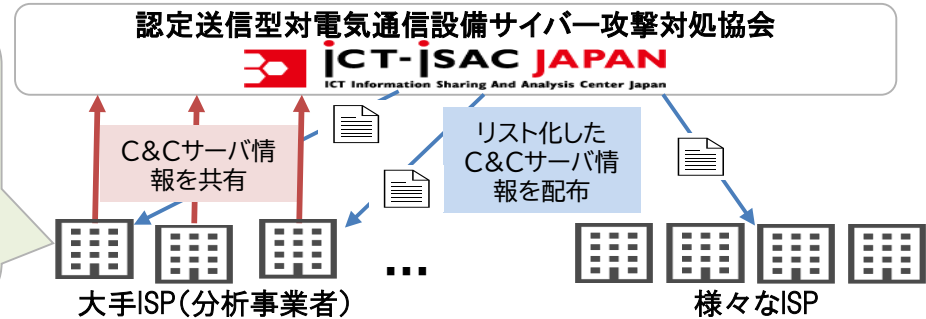 認定送信型対電気通信設備サイバー攻撃対処協会
ICT-ISAC JAPAN
ICT Information Sharing And Analysis Center Japan
C&Cサーバ情
報を共有
リスト化した
C&Cサーバ情
報を配布
...
大手ISP(分析事業者)
様々なISP